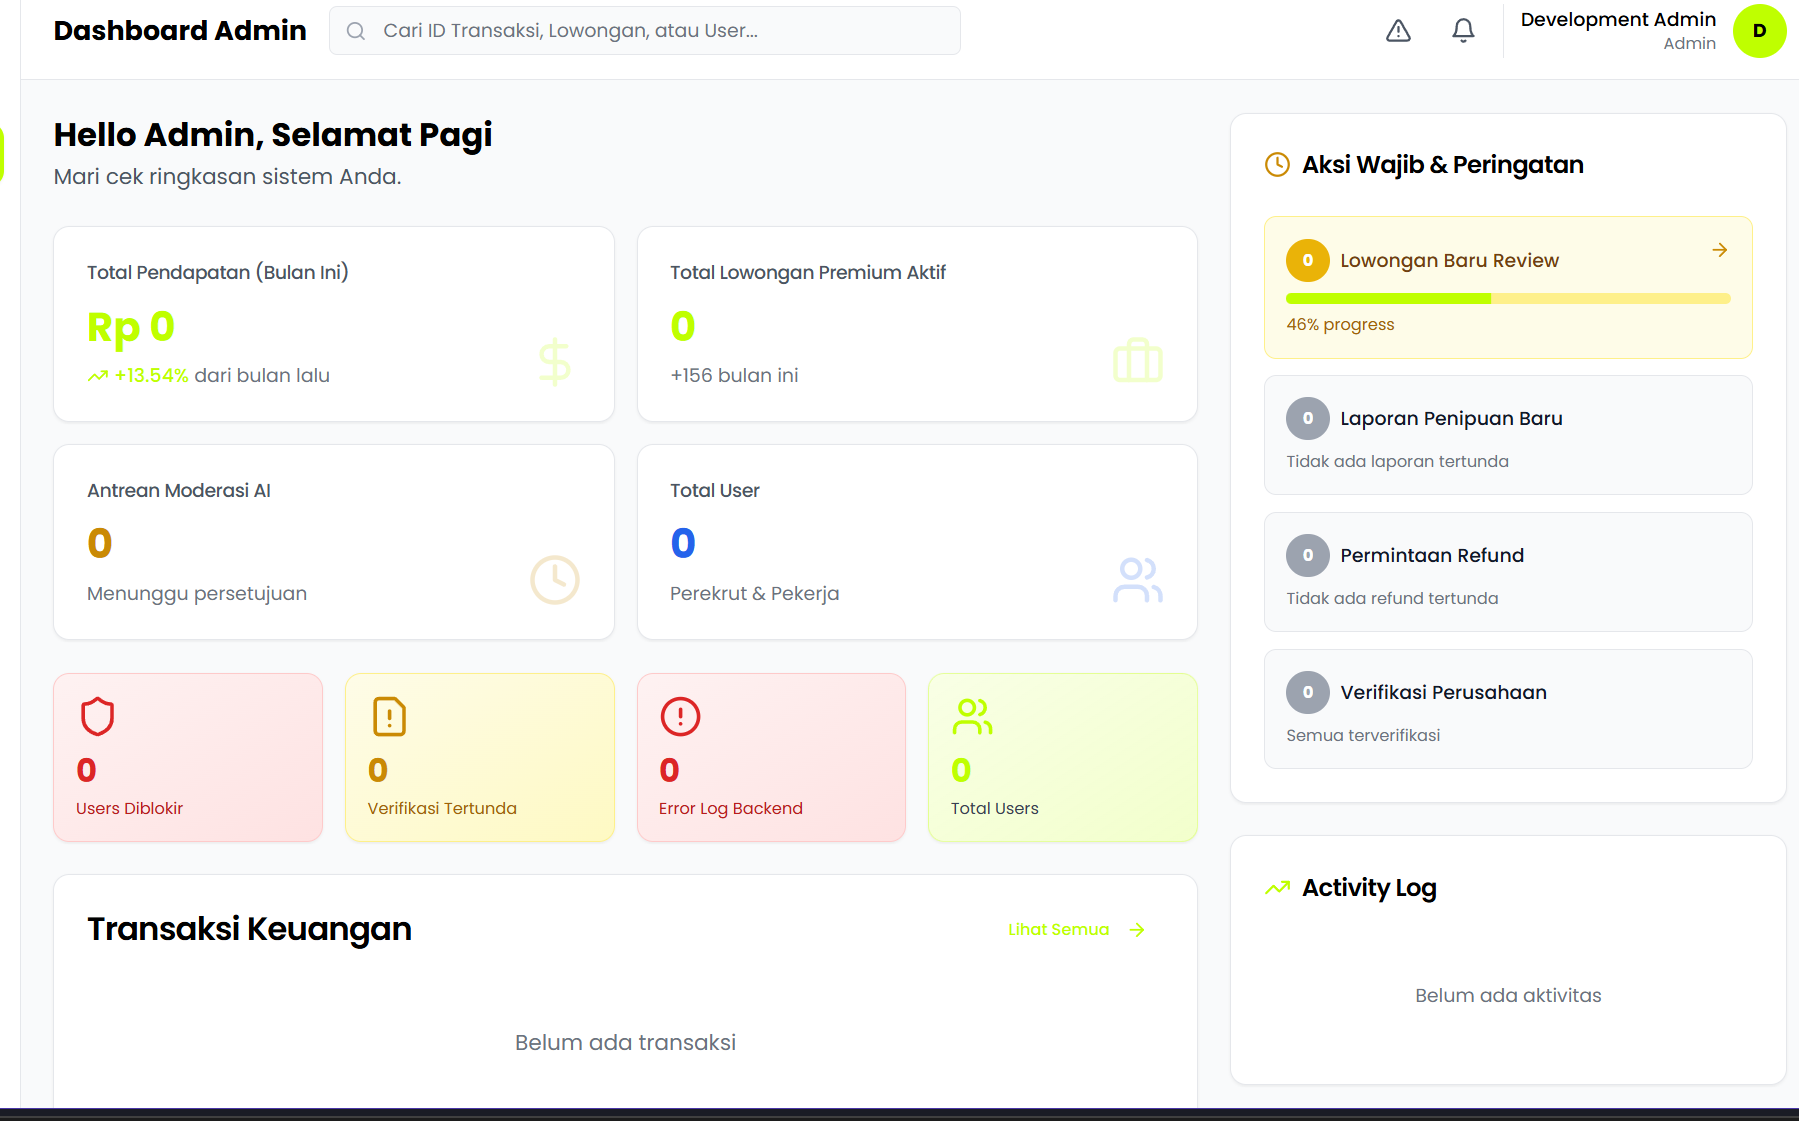 Dashboard Admin
Cari ID Transaksi, Lowongan, atau User...
Development Admin
Admin
D
Hello Admin, Selamat Pagi
Mari cek ringkasan sistem Anda.
Total Pendapatan (Bulan Ini)
Rp 0
+13.54% dari bulan lalu
Total Lowongan Premium Aktif
0
+156 bulan ini
Antrean Moderasi AI
0
Menunggu persetujuan
Total User
0
Perekrut & Pekerja
0
Users Diblokir
0
Verifikasi Tertunda
0
Error Log Backend
0
Total Users
Transaksi Keuangan
Lihat Semua
Belum ada transaksi
Aksi Wajib & Peringatan
0 Lowongan Baru Review
46% progress
0 Laporan Penipuan Baru
Tidak ada laporan tertunda
0 Permintaan Refund
Tidak ada refund tertunda
0 Verifikasi Perusahaan
Semua terverifikasi
Activity Log
Belum ada aktivitas